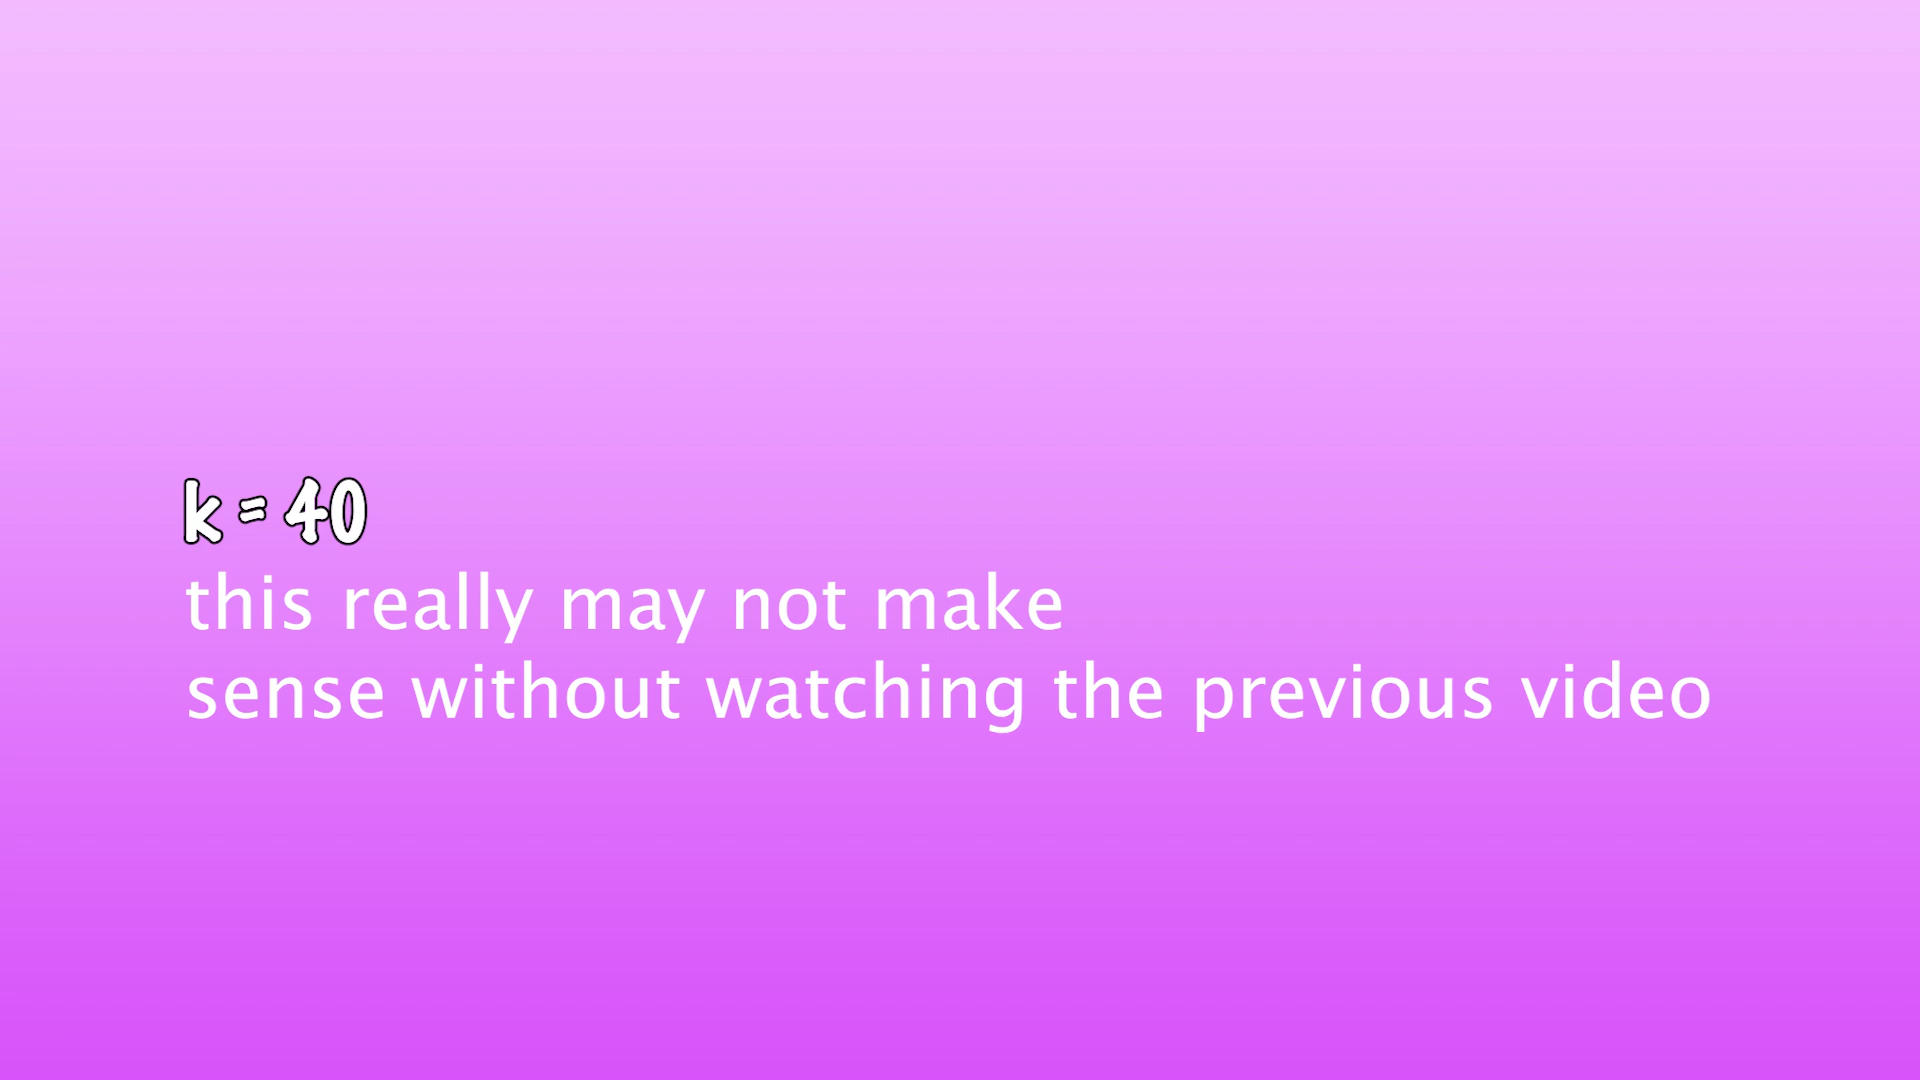 k = 40
this really may not make
sense without watching the previous video